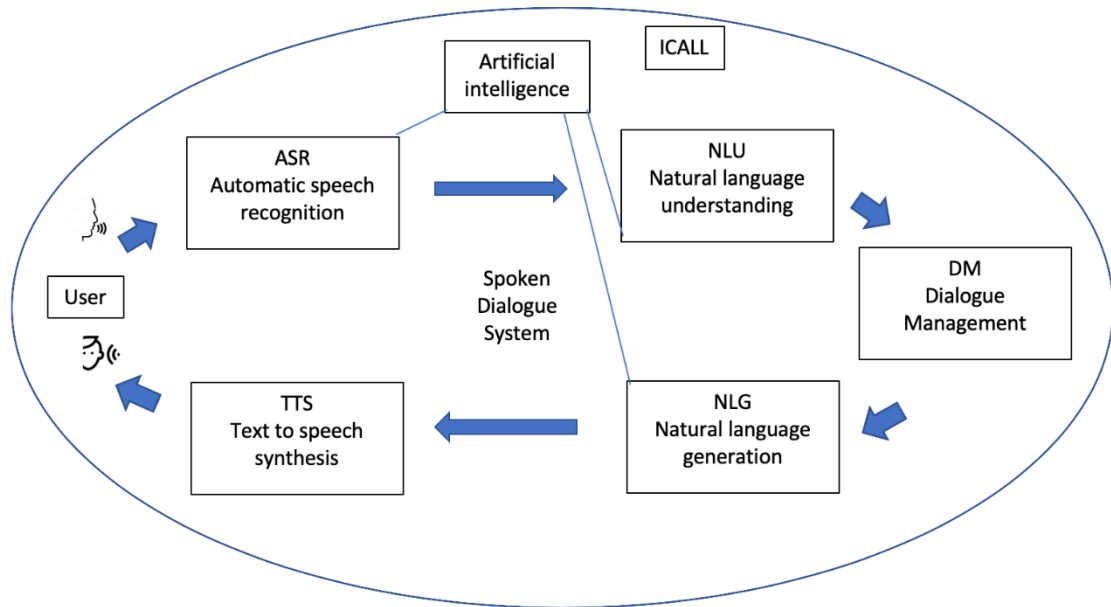 ICALL
Artificial
intelligence
ASR
Automatic speech
recognition
NLU
Natural language
understanding
User
Spoken
Dialogue
System
DM
Dialogue
Management
TTS
Text to speech
synthesis
NLG
Natural language
generation